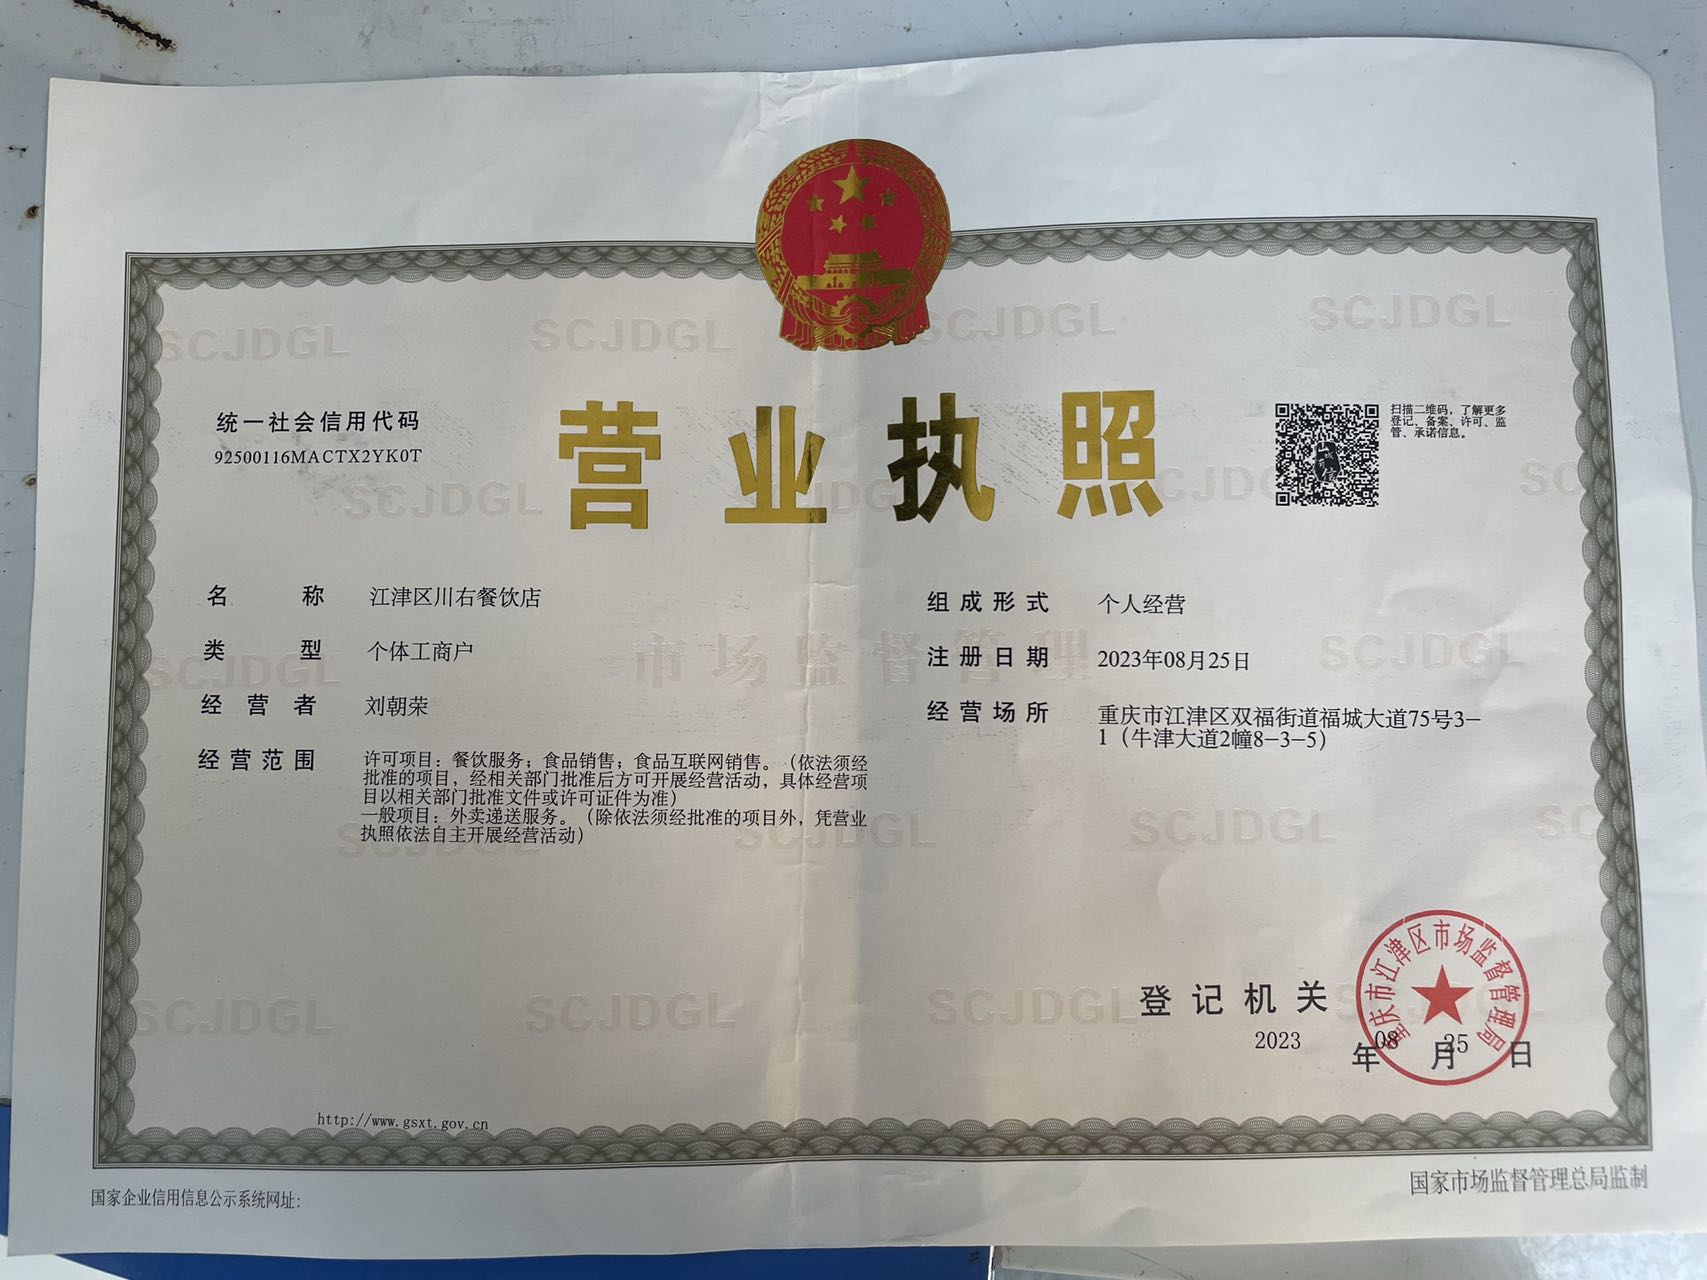 统一社会信用代码
92500116MACTX2YK0T
营业执照
扫描二维码，了解更多
登记、备案、许可、监
管、承诺信息。
名称 江津区川右餐饮店
类型 个体工商户
经营者 刘朝荣
经营范围 许可项目：餐饮服务；食品销售；食品互联网销售。（依法须经
批准的项目，经相关部门批准后方可开展经营活动，具体经营项
目以相关部门批准文件或许可证件为准）
一般项目：外卖递送服务。（除依法须经批准的项目外，凭营业
执照依法自主开展经营活动）
组成形式 个人经营
注册日期 2023年08月25日
经营场所 重庆市江津区双福街道福城大道75号3-
1（牛津大道2幢8-3-5）
市场监督管理
SCJDGL
登记机关
重庆市江津区市场监督管理局
2023年08月25日
http://www.gsxt.gov.cn
国家企业信用信息公示系统网址：
国家市场监督管理总局监制